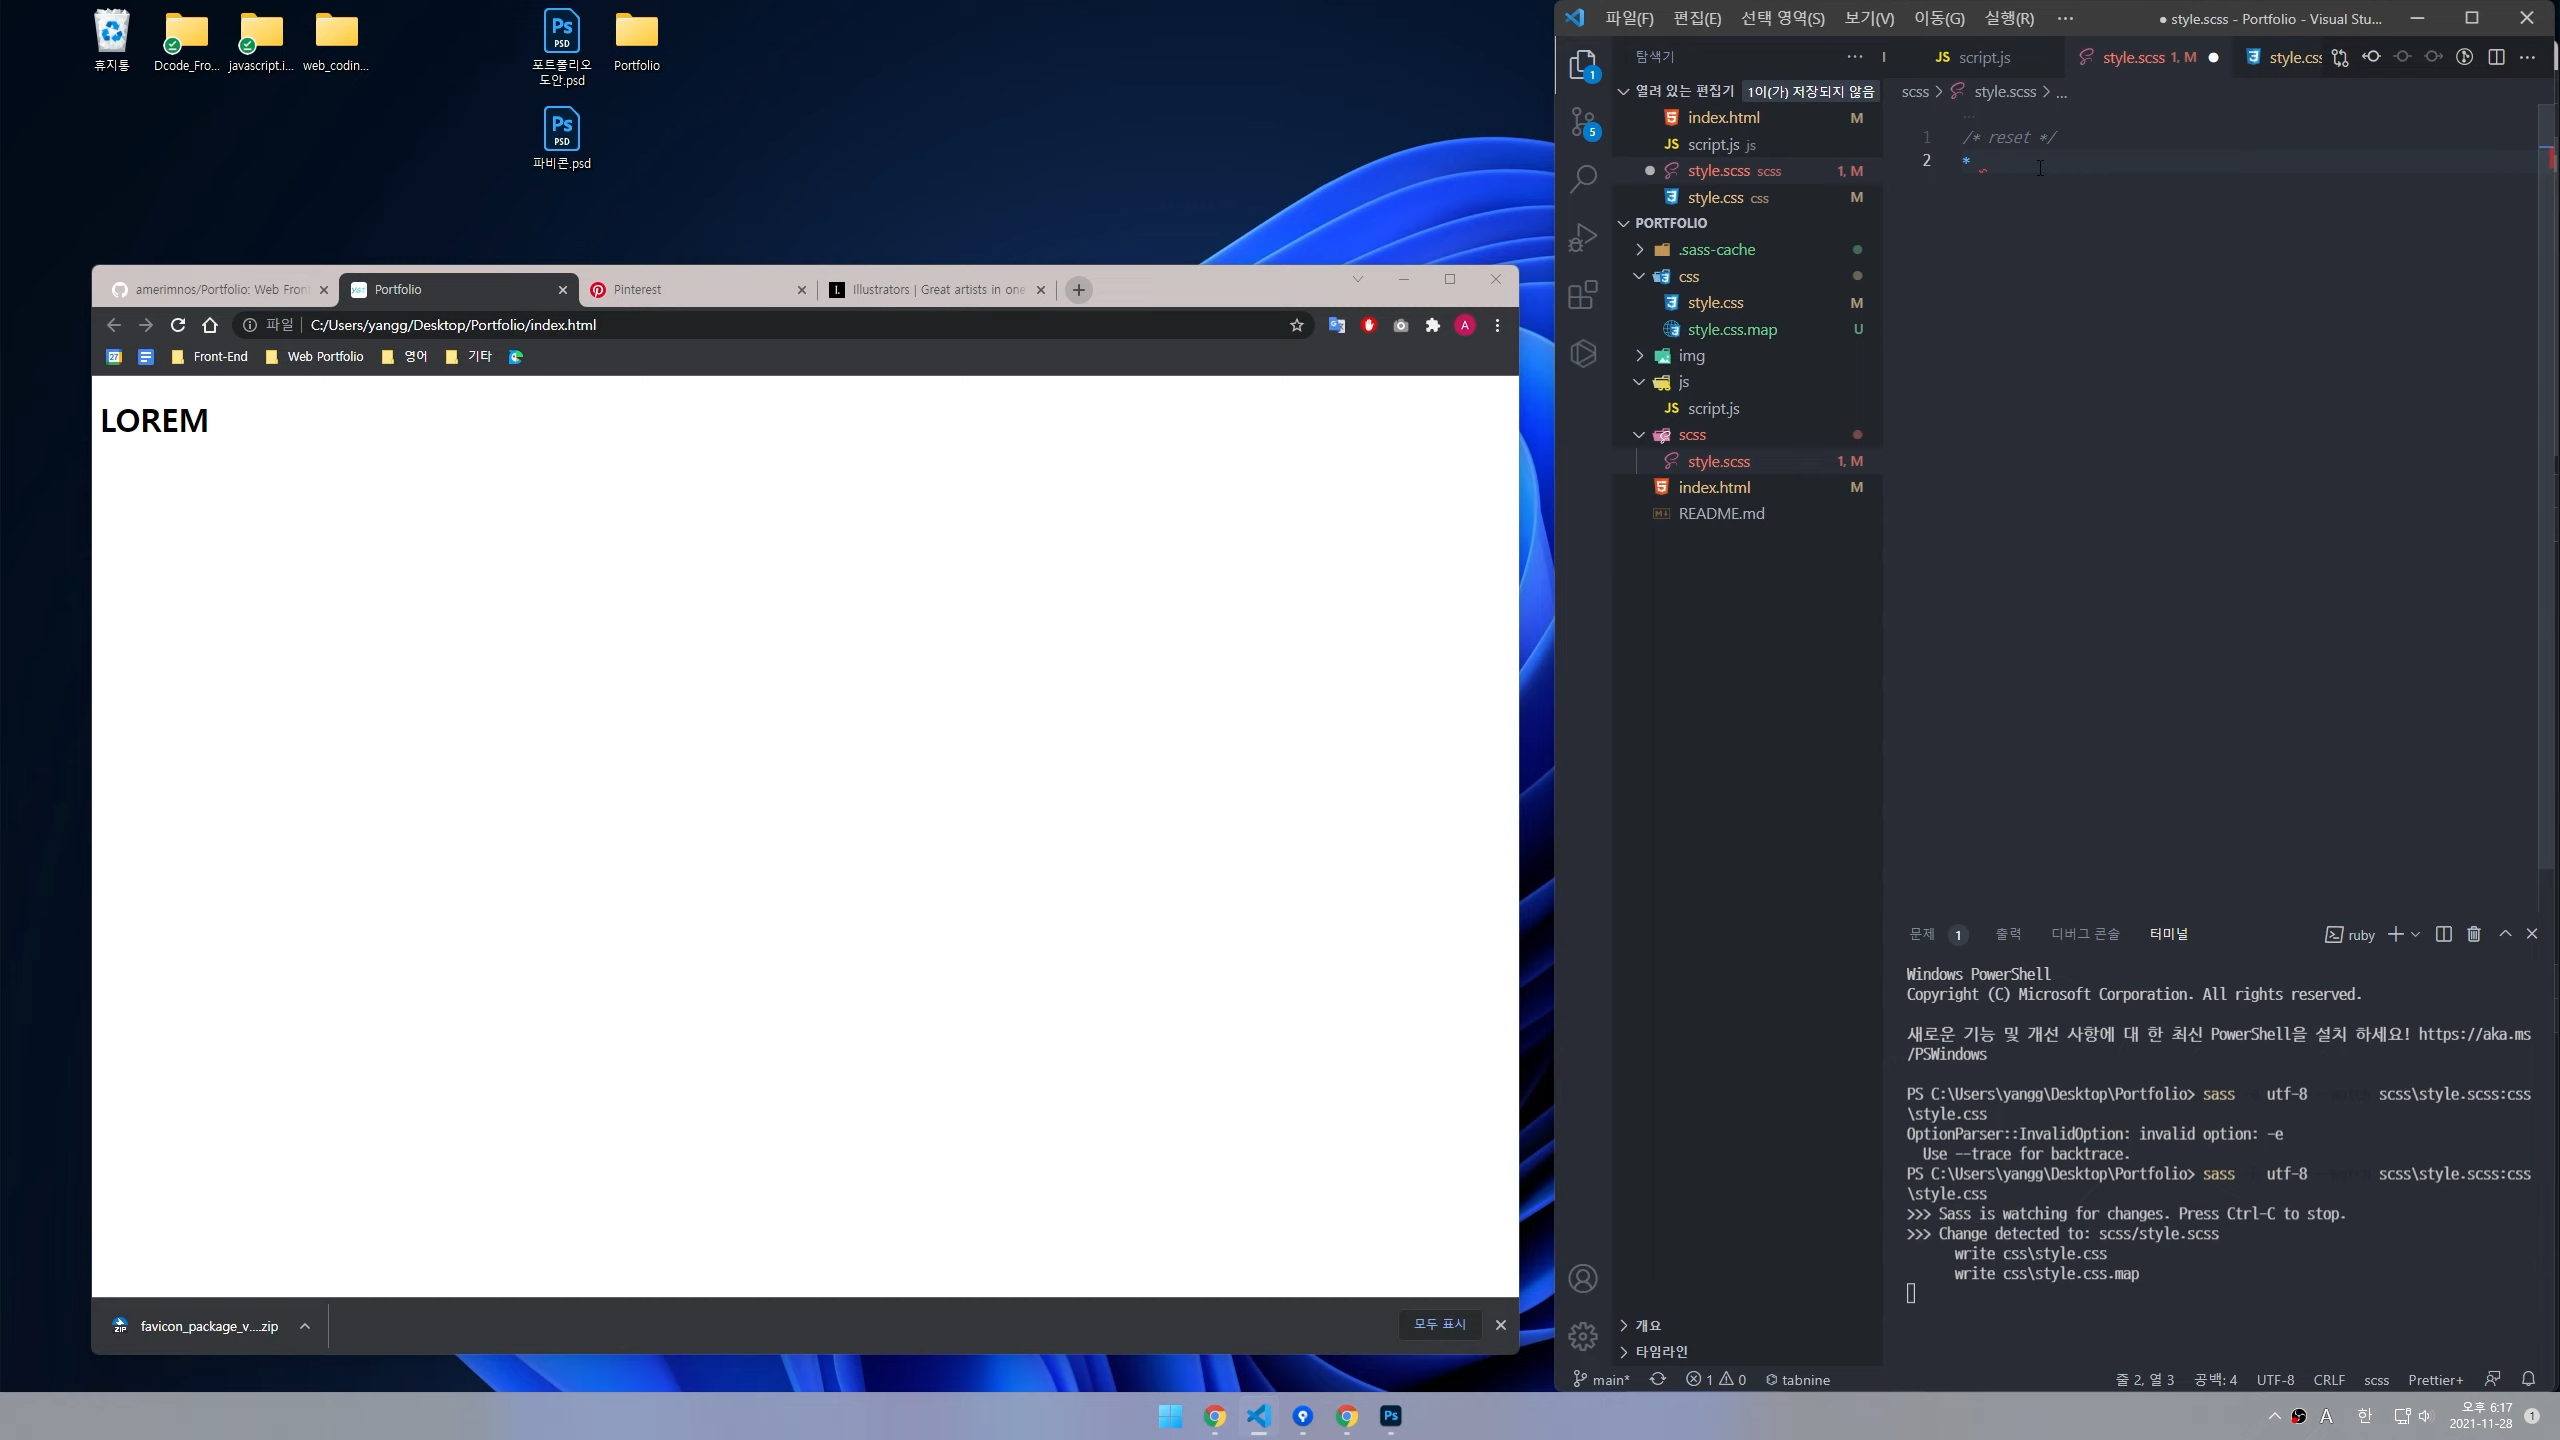 휴지통
Dcode_Fro...
javascript.i...
web_codin...
포트폴리오
도안.psd
Portfolio
파비콘.psd
amerimnos/Portfolio: Web Fron
Portfolio
Pinterest
Illustrators | Great artists in one
파일
C:/Users/yangg/Desktop/Portfolio/index.html
A
27
Front-End
Web Portfolio
영어
기타
LOREM
favicon_package_v....zip
모두 표시
파일(F)
편집(E)
선택 영역(S)
보기(V)
이동(G)
실행(R)
● style.scss - Portfolio - Visual Stu...
탐색기
JS script.js
style.scss 1, M
style.css
열려 있는 편집기
1이(가) 저장되지 않음
index.html M
JS script.js js
style.scss scss 1, M
style.css css M
PORTFOLIO
.sass-cache
css
style.css M
style.css.map U
img
js
JS script.js
scss
style.scss 1, M
index.html M
README.md
개요
타임라인
1
5
scss > style.scss > ...
1 /* reset */
2 *
문제 1
출력
디버그 콘솔
터미널
ruby
Windows PowerShell
Copyright (C) Microsoft Corporation. All rights reserved.
새로운 기능 및 개선 사항에 대 한 최신 PowerShell을 설치 하세요! https://aka.ms
/PSWindows
PS C:\Users\yangg\Desktop\Portfolio> sass utf-8 scss\style.scss:css
\style.css
OptionParser::InvalidOption: invalid option: -e
Use --trace for backtrace.
PS C:\Users\yangg\Desktop\Portfolio> sass utf-8 scss\style.scss:css
\style.css
>>> Sass is watching for changes. Press Ctrl-C to stop.
>>> Change detected to: scss/style.scss
write css\style.css
write css\style.css.map
main*
1
0
tabnine
줄 2, 열 3
공백: 4
UTF-8
CRLF
scss
Prettier+
Ps
A
한
오후 6:17
2021-11-28
1